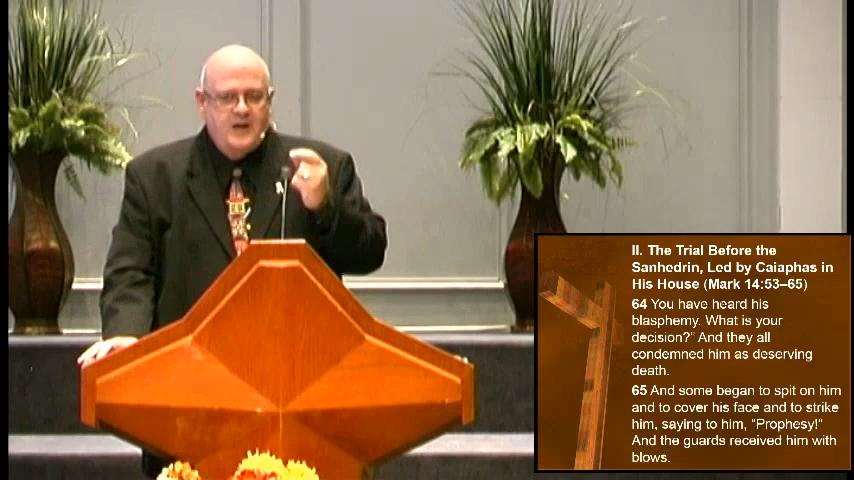 II. The Trial Before the
Sanhedrin, Led by Caiaphas in
His House (Mark 14:53–65)
64 You have heard his
blasphemy. What is your
decision?" And they all
condemned him as deserving
death.
65 And some began to spit on him
and to cover his face and to strike
him, saying to him, "Prophesy!"
And the guards received him with
blows.